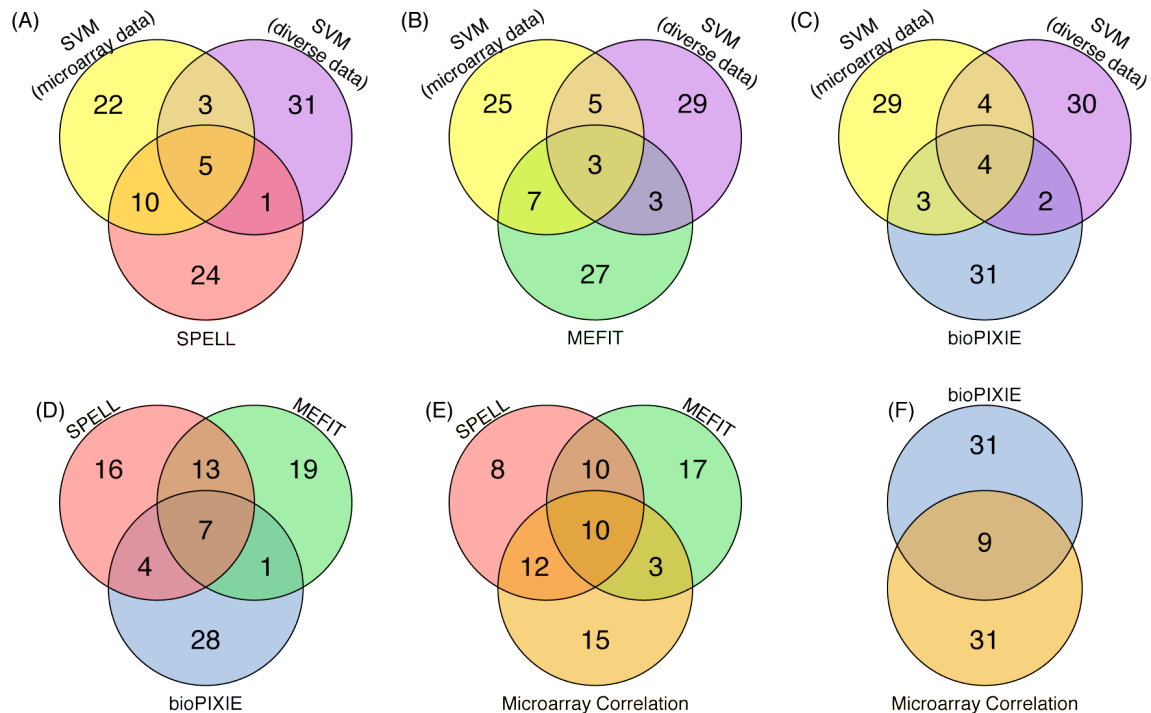 (A)
SVM
(microarray data)
SVM
(diverse data)
22
3
31
5
10
1
24
SPELL
(B)
SVM
(microarray data)
SVM
(diverse data)
25
5
29
3
7
3
27
MEFIT
(C)
SVM
(microarray data)
SVM
(diverse data)
29
4
30
4
3
2
31
bioPIXIE
(D)
SPELL
MEFIT
16
13
19
7
4
1
28
bioPIXIE
(E)
SPELL
MEFIT
8
10
17
10
12
3
15
Microarray Correlation
(F)
bioPIXIE
31
9
31
Microarray Correlation